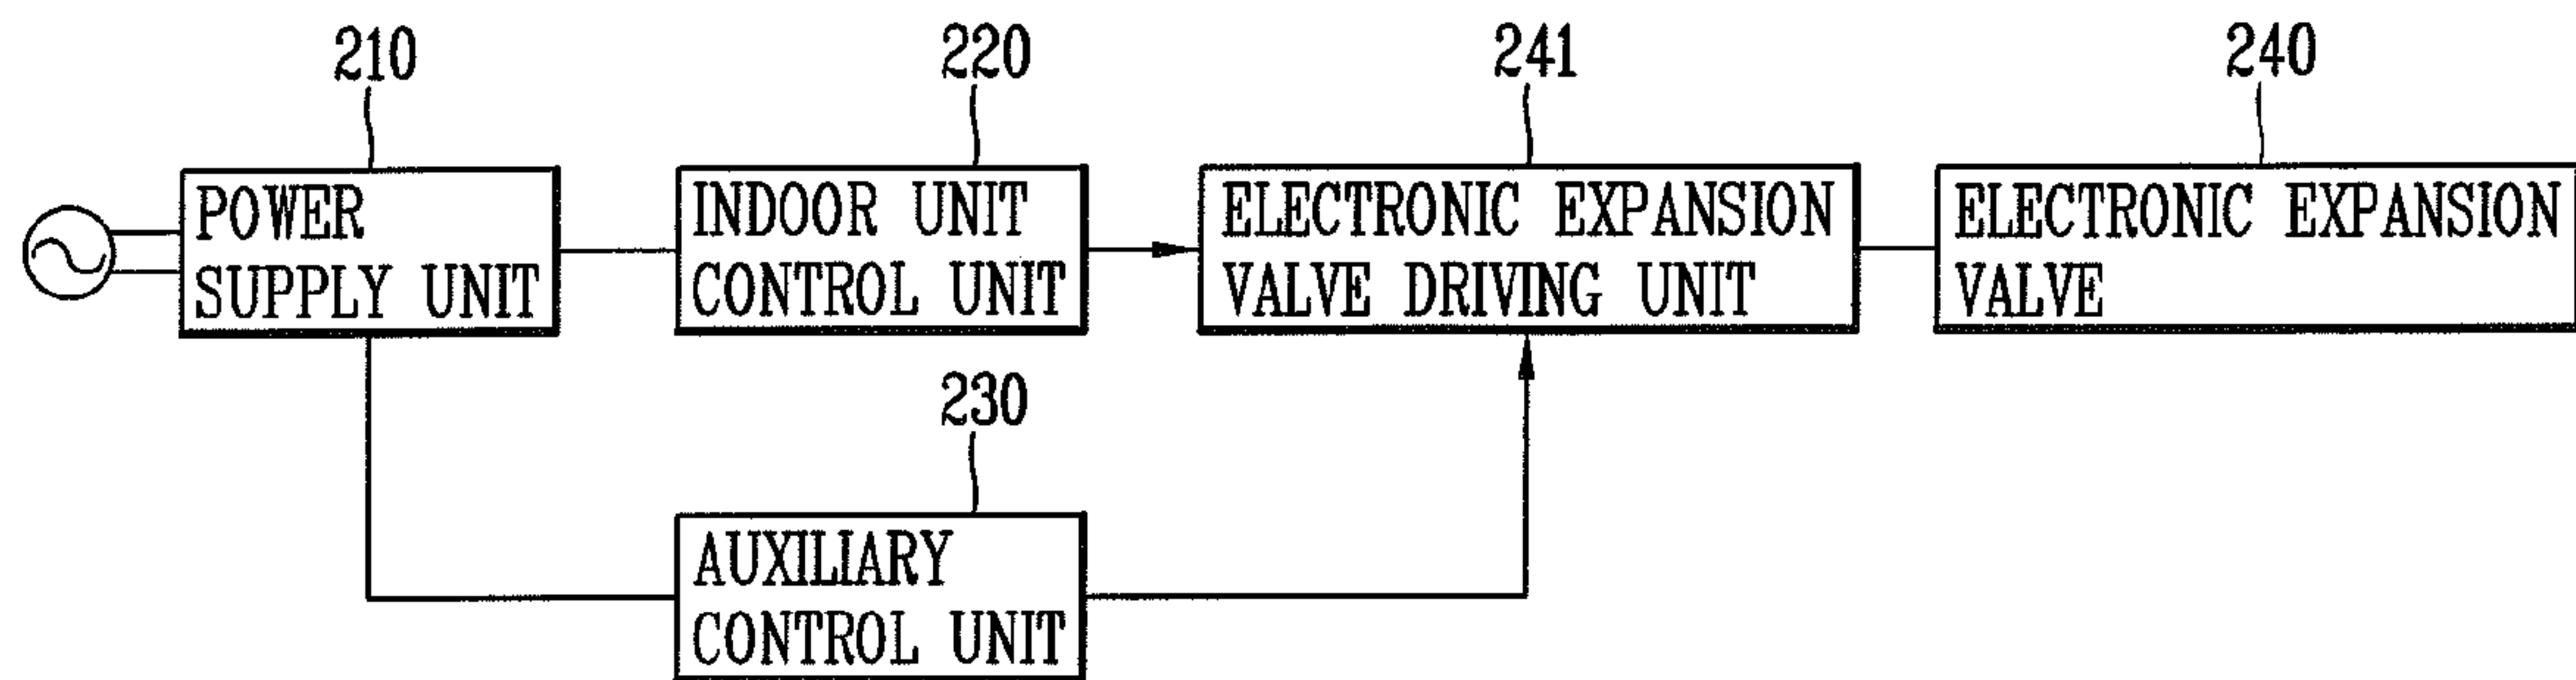 210
220
241
240
POWER
SUPPLY UNIT
INDOOR UNIT
CONTROL UNIT
ELECTRONIC EXPANSION
VALVE DRIVING UNIT
ELECTRONIC EXPANSION
VALVE
230
AUXILIARY
CONTROL UNIT